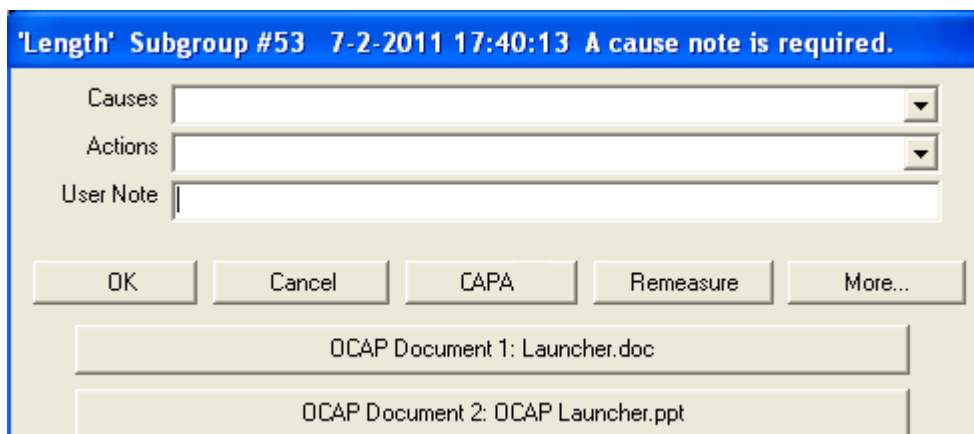 'Length' Subgroup #53 7-2-2011 17:40:13 A cause note is required.
Causes
Actions
User Note
OK Cancel CAPA Remeasure More...
OCAP Document 1: Launcher.doc
OCAP Document 2: OCAP Launcher.ppt